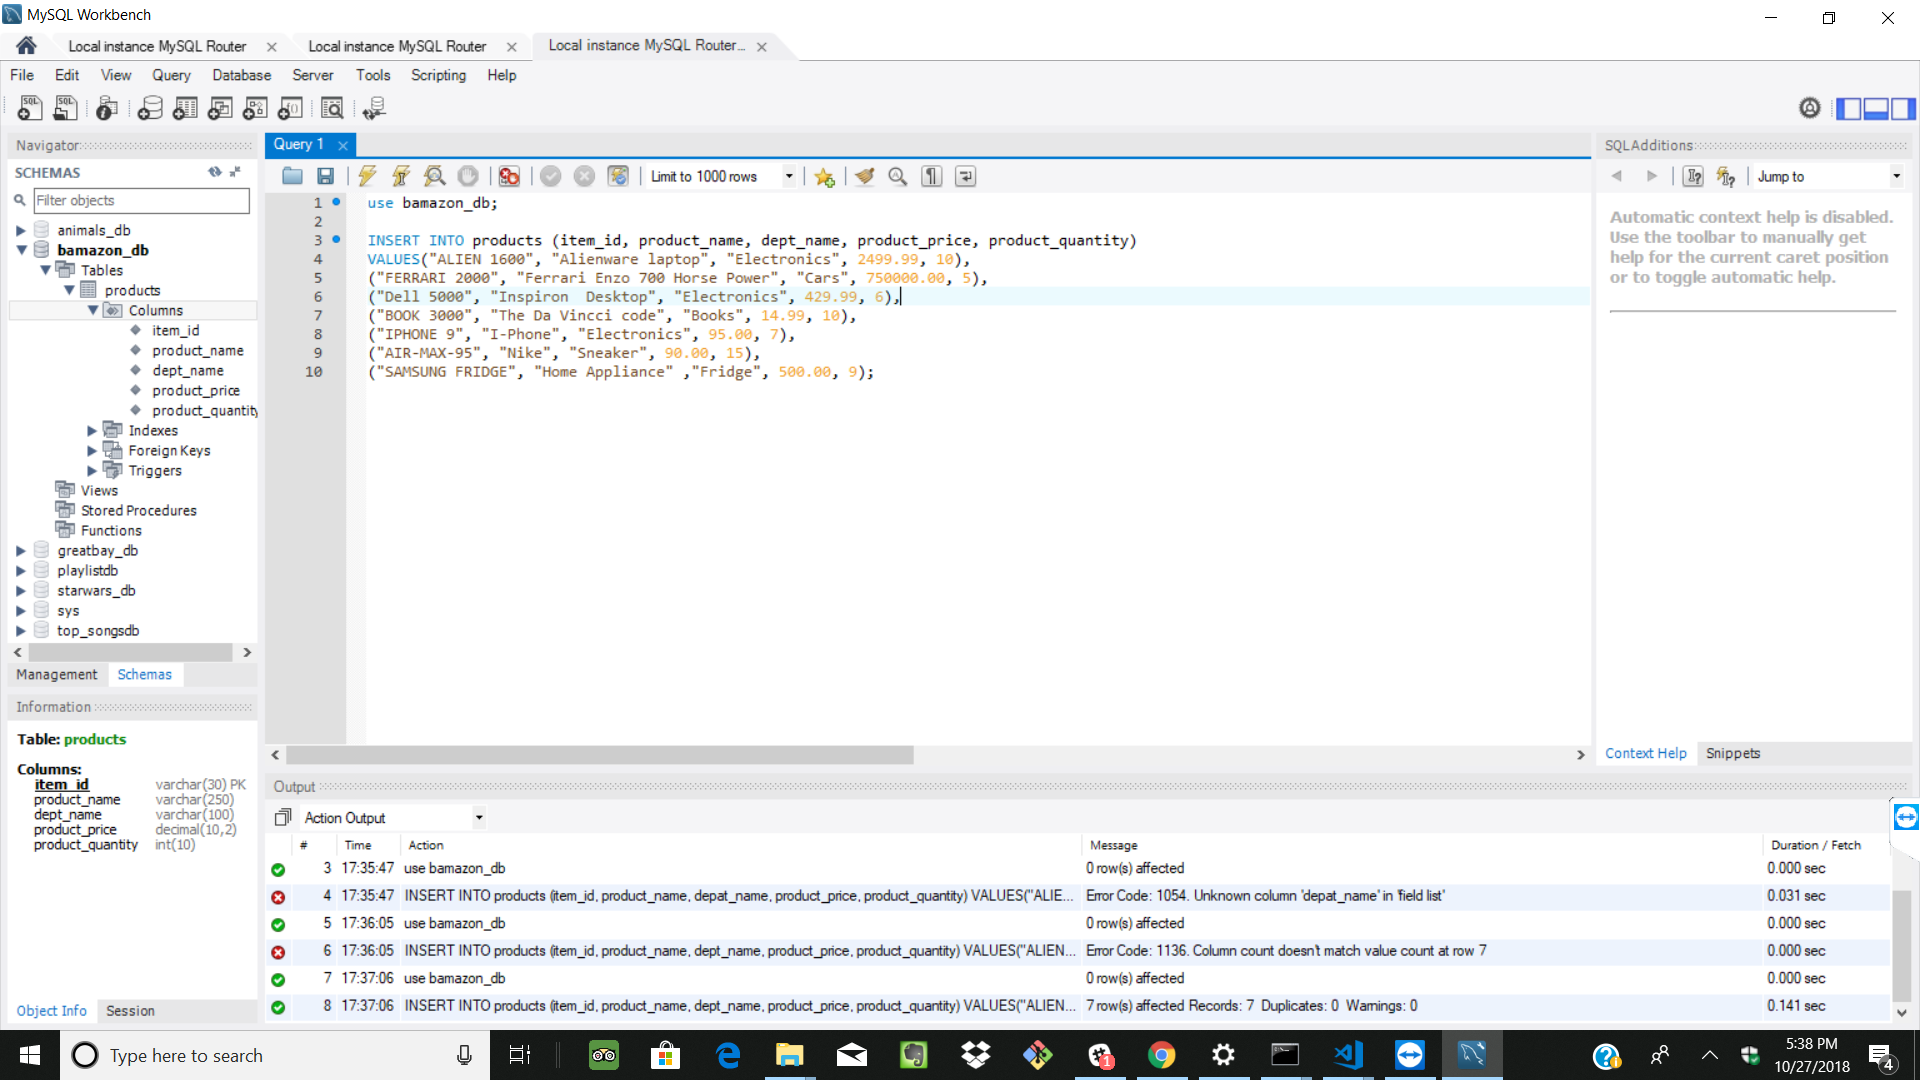 MySQL Workbench
Local instance MySQL Router
Local instance MySQL Router
Local instance MySQL Router...
File Edit View Query Database Server Tools Scripting Help
Navigator
SCHEMAS
Filter objects
animals_db
bamazon_db
Tables
products
Columns
item_id
product_name
dept_name
product_price
product_quantity
Indexes
Foreign Keys
Triggers
Views
Stored Procedures
Functions
greatbay_db
playlistdb
starwars_db
sys
top_songsdb
Management Schemas
Information
Table: products
Columns:
item_id varchar(30) PK
product_name varchar(250)
dept_name varchar(100)
product_price decimal(10,2)
product_quantity int(10)
Object Info Session
Query 1
Limit to 1000 rows
1 use bamazon_db;
2
3 INSERT INTO products (item_id, product_name, dept_name, product_price, product_quantity)
4 VALUES("ALIEN 1600", "Alienware laptop", "Electronics", 2499.99, 10),
5 ("FERRARI 2000", "Ferrari Enzo 700 Horse Power", "Cars", 750000.00, 5),
6 ("Dell 5000", "Inspiron  Desktop", "Electronics", 429.99, 6),
7 ("BOOK 3000", "The Da Vincci code", "Books", 14.99, 10),
8 ("IPHONE 9", "I-Phone", "Electronics", 95.00, 7),
9 ("AIR-MAX-95", "Nike", "Sneaker", 90.00, 15),
10 ("SAMSUNG FRIDGE", "Home Appliance" ,"Fridge", 500.00, 9);
SQLAdditions
Jump to
Automatic context help is disabled.
Use the toolbar to manually get
help for the current caret position
or to toggle automatic help.
Context Help Snippets
Output
Action Output
# Time Action Message Duration / Fetch
3 17:35:47 use bamazon_db 0 row(s) affected 0.000 sec
4 17:35:47 INSERT INTO products (item_id, product_name, depat_name, product_price, product_quantity) VALUES("ALIE... Error Code: 1054. Unknown column 'depat_name' in 'field list' 0.031 sec
5 17:36:05 use bamazon_db 0 row(s) affected 0.000 sec
6 17:36:05 INSERT INTO products (item_id, product_name, dept_name, product_price, product_quantity) VALUES("ALIEN... Error Code: 1136. Column count doesn't match value count at row 7 0.000 sec
7 17:37:06 use bamazon_db 0 row(s) affected 0.000 sec
8 17:37:06 INSERT INTO products (item_id, product_name, dept_name, product_price, product_quantity) VALUES("ALIEN... 7 row(s) affected Records: 7  Duplicates: 0  Warnings: 0 0.141 sec
Type here to search
1
5:38 PM
10/27/2018
4